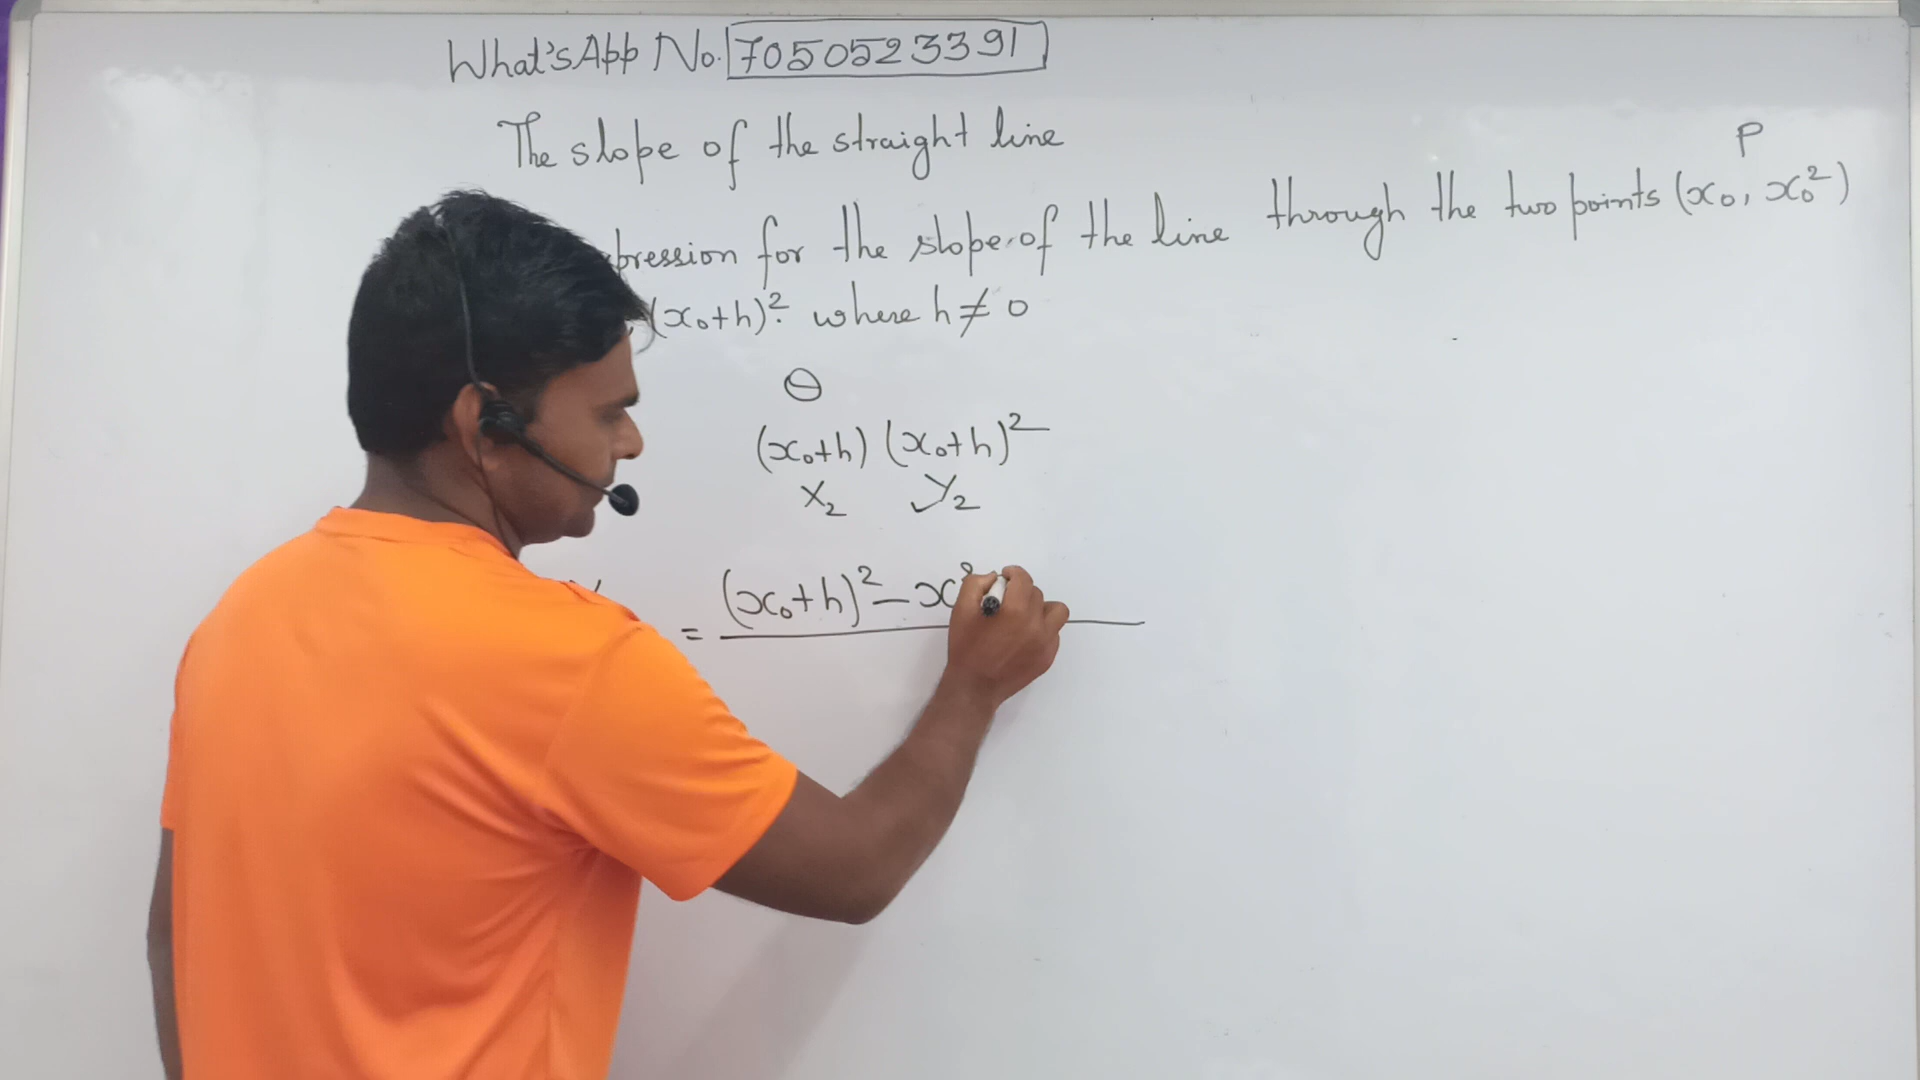 What'sApp No. 7050523391
The slope of the straight line
P
pression for the slope of the line through the two points (x₀, x₀²)
, (x₀+h)². where h ≠ 0
Θ
(x₀+h) (x₀+h)²
X₂ Y₂
= (x₀+h)² - x²